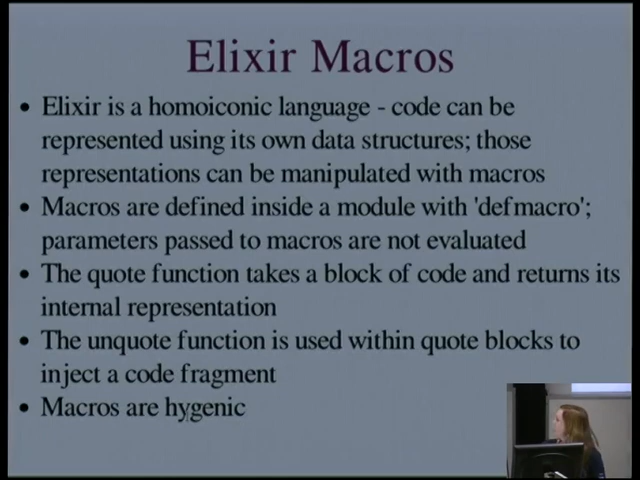 Elixir Macros
• Elixir is a homoiconic language - code can be
represented using its own data structures; those
representations can be manipulated with macros
• Macros are defined inside a module with 'defmacro';
parameters passed to macros are not evaluated
• The quote function takes a block of code and returns its
internal representation
• The unquote function is used within quote blocks to
inject a code fragment
• Macros are hygenic